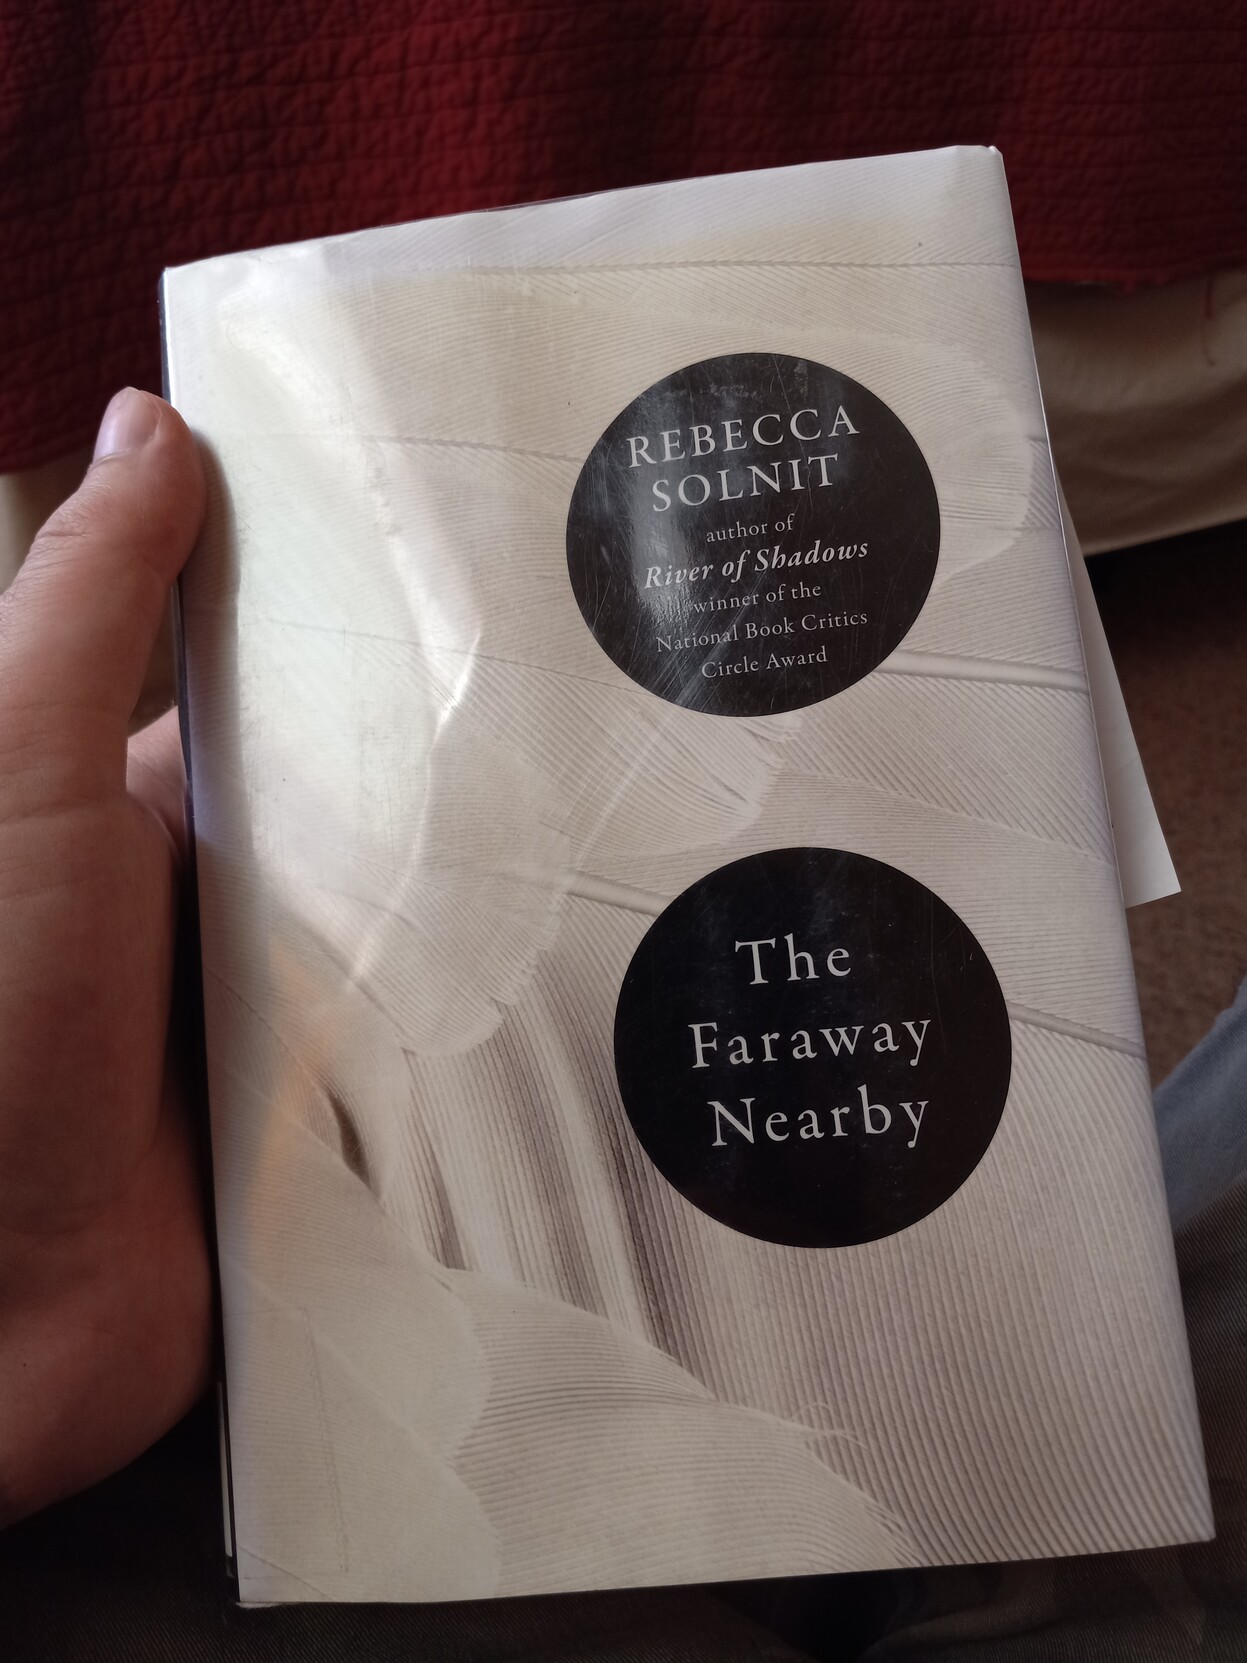 REBECCA
SOLNIT
author of
River of Shadows
winner of the
National Book Critics
Circle Award
The
Faraway
Nearby